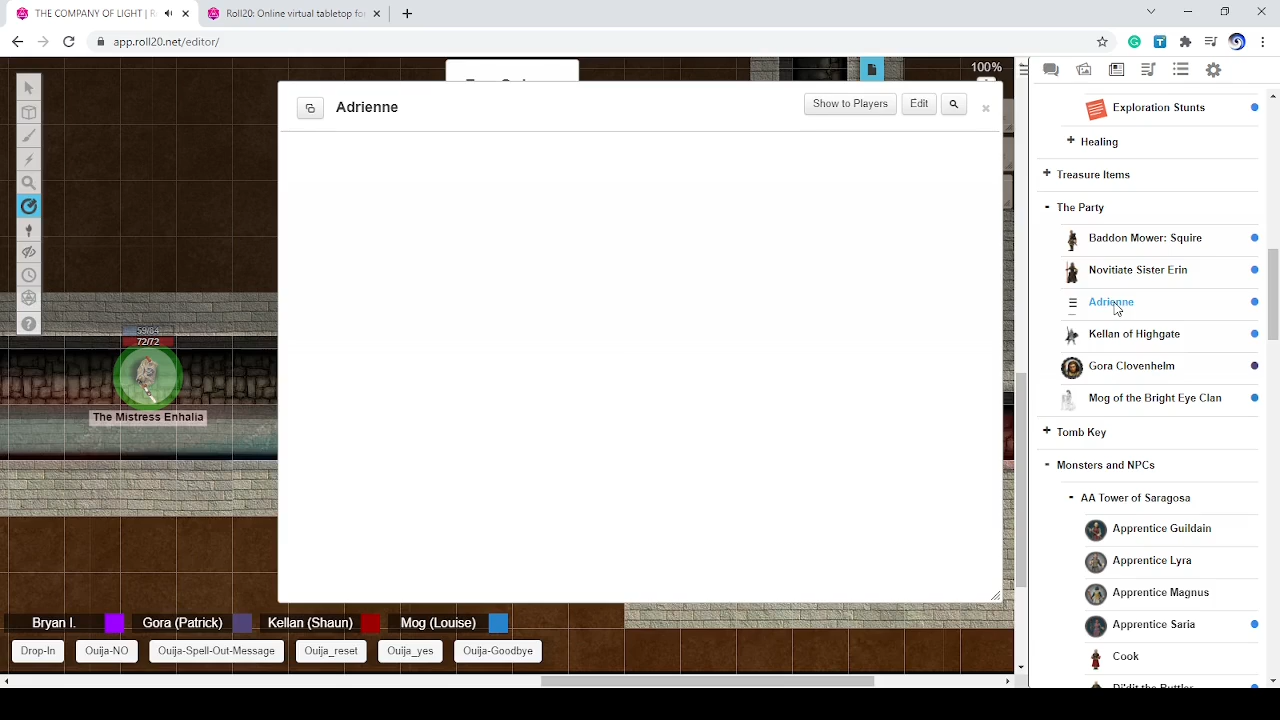 THE COMPANY OF LIGHT | R
Roll20: Online virtual tabletop fo
app.roll20.net/editor/
100%
Adrienne
Show to Players
Edit
Exploration Stunts
Healing
Treasure Items
The Party
Baddon Mower: Squire
Novitiate Sister Erin
Adrienne
Kellan of Highgate
Gora Clovenhelm
Mog of the Bright Eye Clan
Tomb Key
Monsters and NPCs
AA Tower of Saragosa
Apprentice Guildain
Apprentice Lyra
Apprentice Magnus
Apprentice Saria
Cook
72/72
The Mistress Enhalia
Bryan I.
Gora (Patrick)
Kellan (Shaun)
Mog (Louise)
Drop-In
Ouija-NO
Ouija-Spell-Out-Message
Ouija_reset
Ouija_yes
Ouija-Goodbye